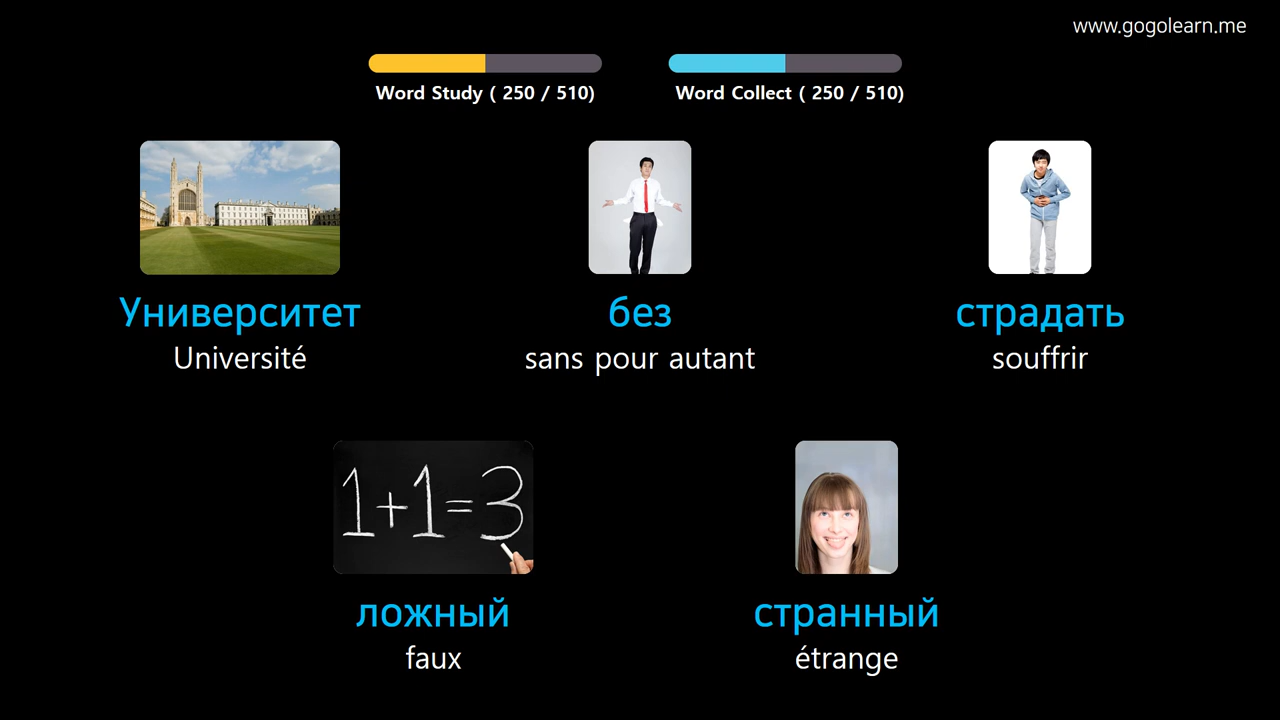 www.gogolearn.me
Word Study ( 250 / 510)
Word Collect ( 250 / 510)
Университет
Université
без
sans pour autant
страдать
souffrir
1+1=3
ложный
faux
странный
étrange